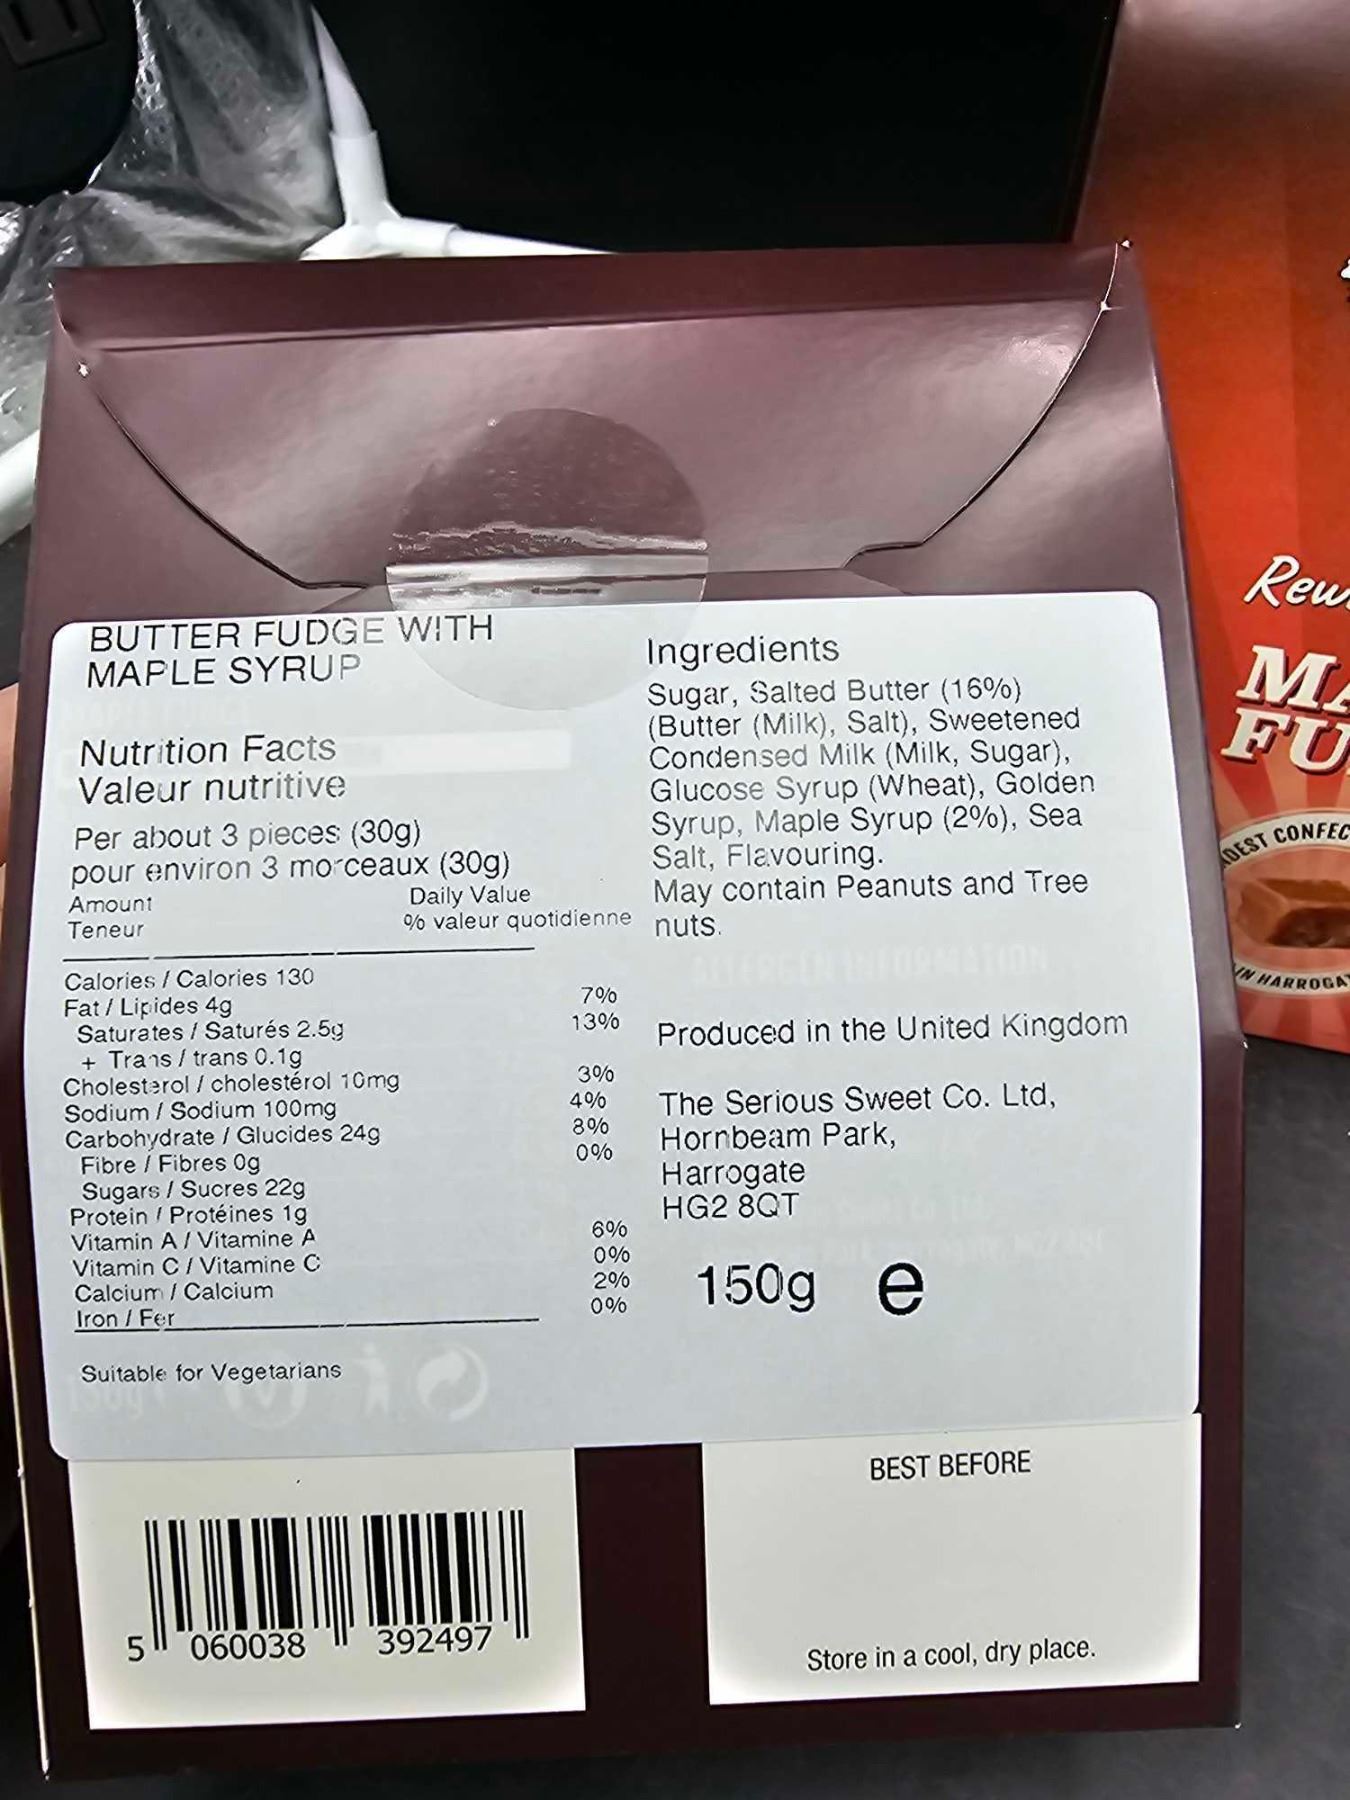 BUTTER FUDGE WITH
MAPLE SYRUP
Nutrition Facts
Valeur nutritive
Per about 3 pieces (30g)
pour environ 3 morceaux (30g)
Amount Daily Value
Teneur % valeur quotidienne
Calories / Calories 130
Fat / Lipides 4g 7%
Saturates / Saturés 2.5g 13%
+ Trans / trans 0.1g
Cholesterol / cholestérol 10mg 3%
Sodium / Sodium 100mg 4%
Carbohydrate / Glucides 24g 8%
Fibre / Fibres 0g 0%
Sugars / Sucres 22g
Protein / Protéines 1g
Vitamin A / Vitamine A 6%
Vitamin C / Vitamine C 0%
Calcium / Calcium 2%
Iron / Fer 0%
Suitable for Vegetarians
Ingredients
Sugar, Salted Butter (16%)
(Butter (Milk), Salt), Sweetened
Condensed Milk (Milk, Sugar),
Glucose Syrup (Wheat), Golden
Syrup, Maple Syrup (2%), Sea
Salt, Flavouring.
May contain Peanuts and Tree
nuts.
ALLERGEN INFORMATION
Produced in the United Kingdom
The Serious Sweet Co. Ltd,
Hornbeam Park,
Harrogate
HG2 8QT
150g e
5 060038 392497
BEST BEFORE
Store in a cool, dry place.
MA
FU
CONFEC
IN HARROGA